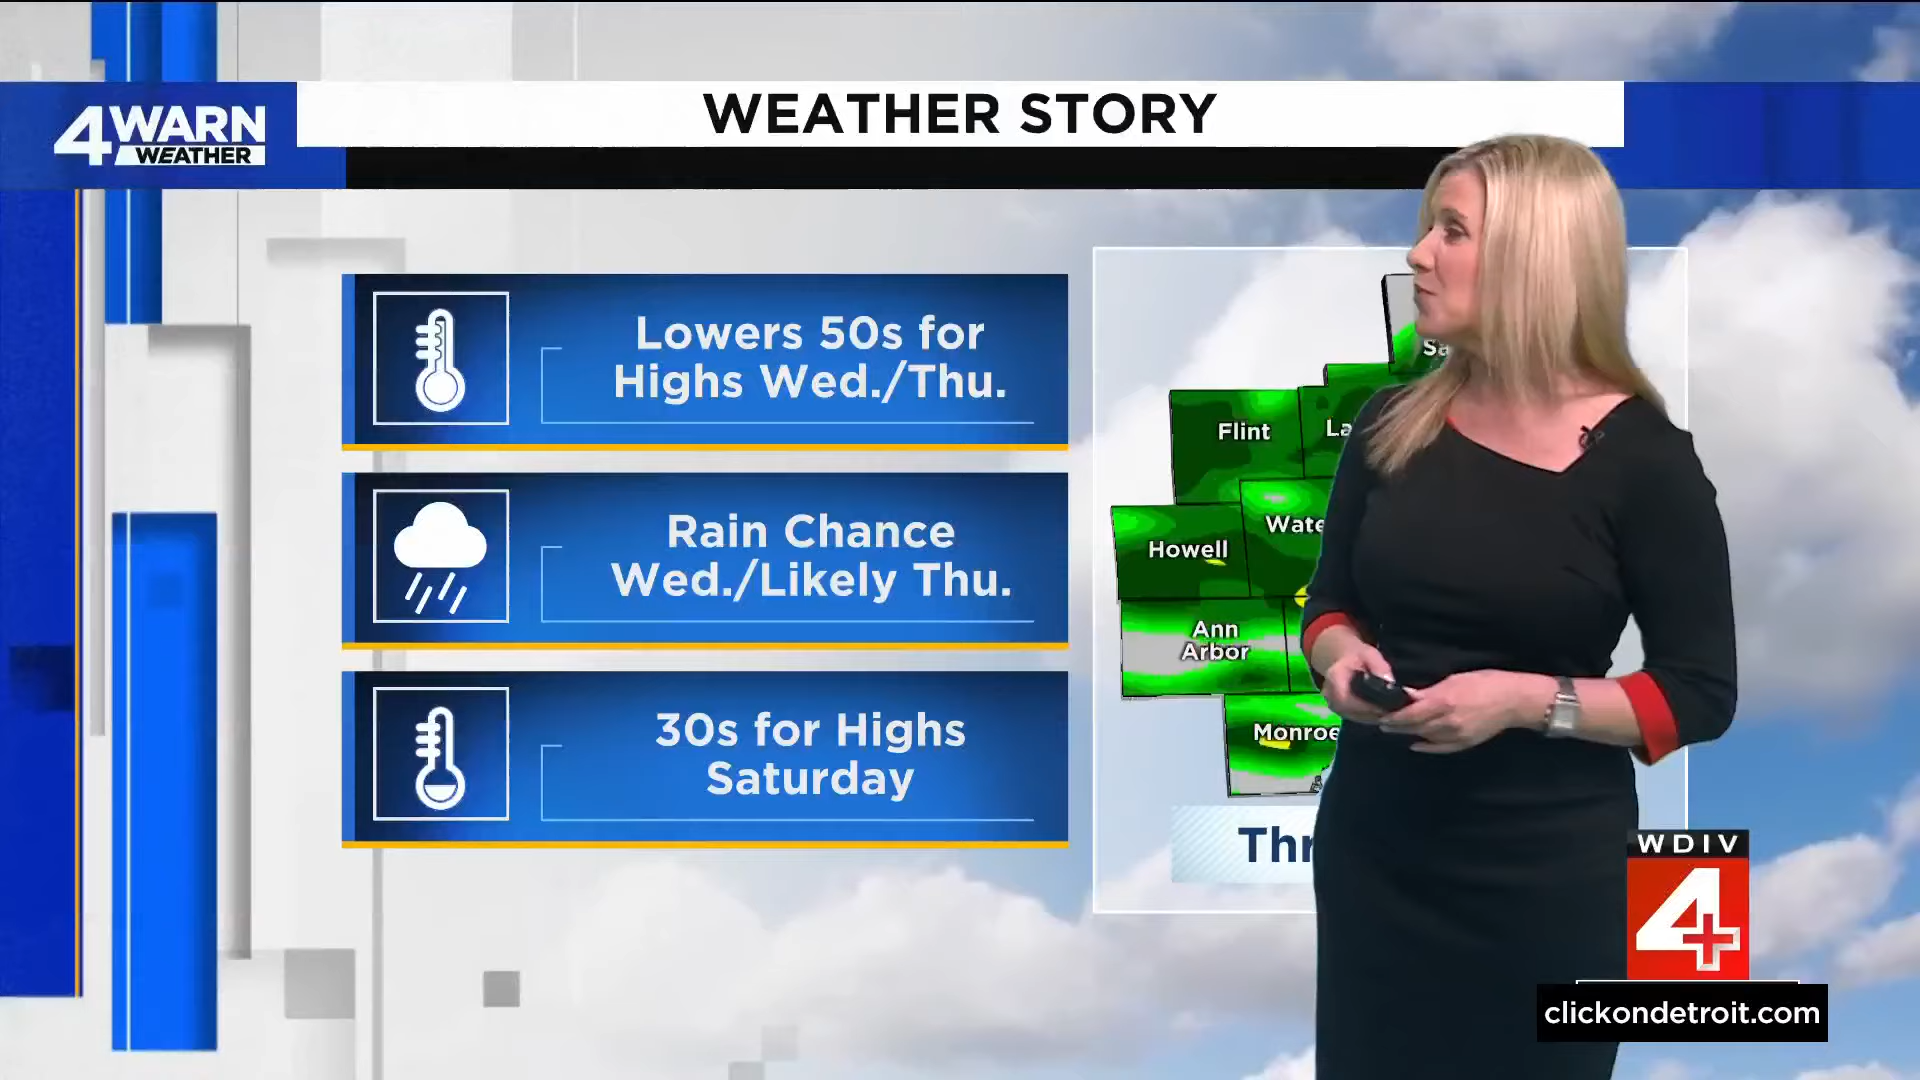 4WARN
WEATHER
WEATHER STORY
Lowers 50s for
Highs Wed./Thu.
Rain Chance
Wed./Likely Thu.
30s for Highs
Saturday
Flint
Howell
Ann
Arbor
Monroe
WDIV
4+
clickondetroit.com